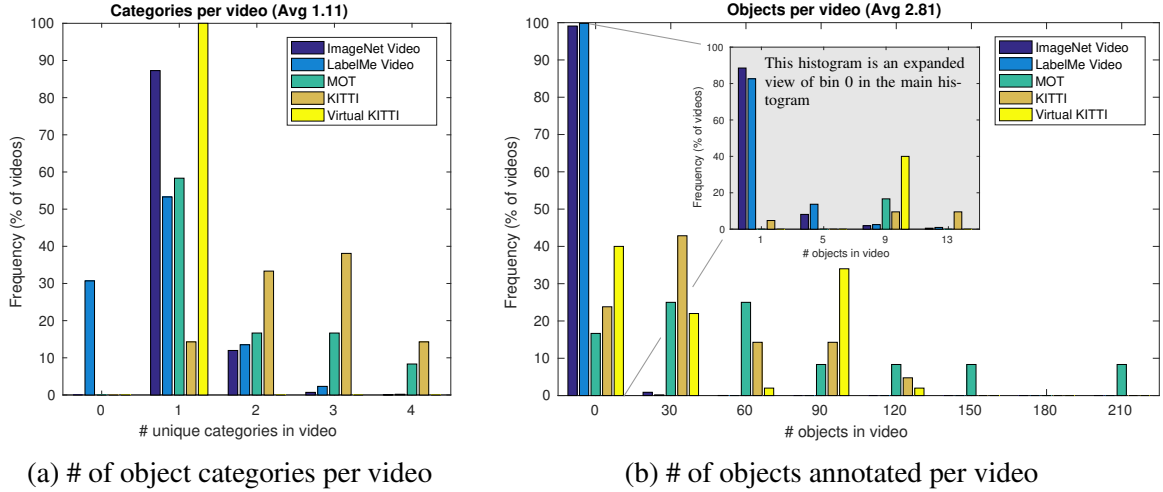 Categories per video (Avg 1.11)
100
90
80
70
60
50
40
30
20
10
0
Frequency (% of videos)
0 1 2 3 4
# unique categories in video
ImageNet Video
LabelMe Video
MOT
KITTI
Virtual KITTI
(a) # of object categories per video
Objects per video (Avg 2.81)
100
90
80
70
60
50
40
30
20
10
0
Frequency (% of videos)
0 30 60 90 120 150 180 210
# objects in video
100
80
60
40
20
0
Frequency (% of videos)
This histogram is an expanded
view of bin 0 in the main his-
togram
1 5 9 13
# objects in video
ImageNet Video
LabelMe Video
MOT
KITTI
Virtual KITTI
(b) # of objects annotated per video